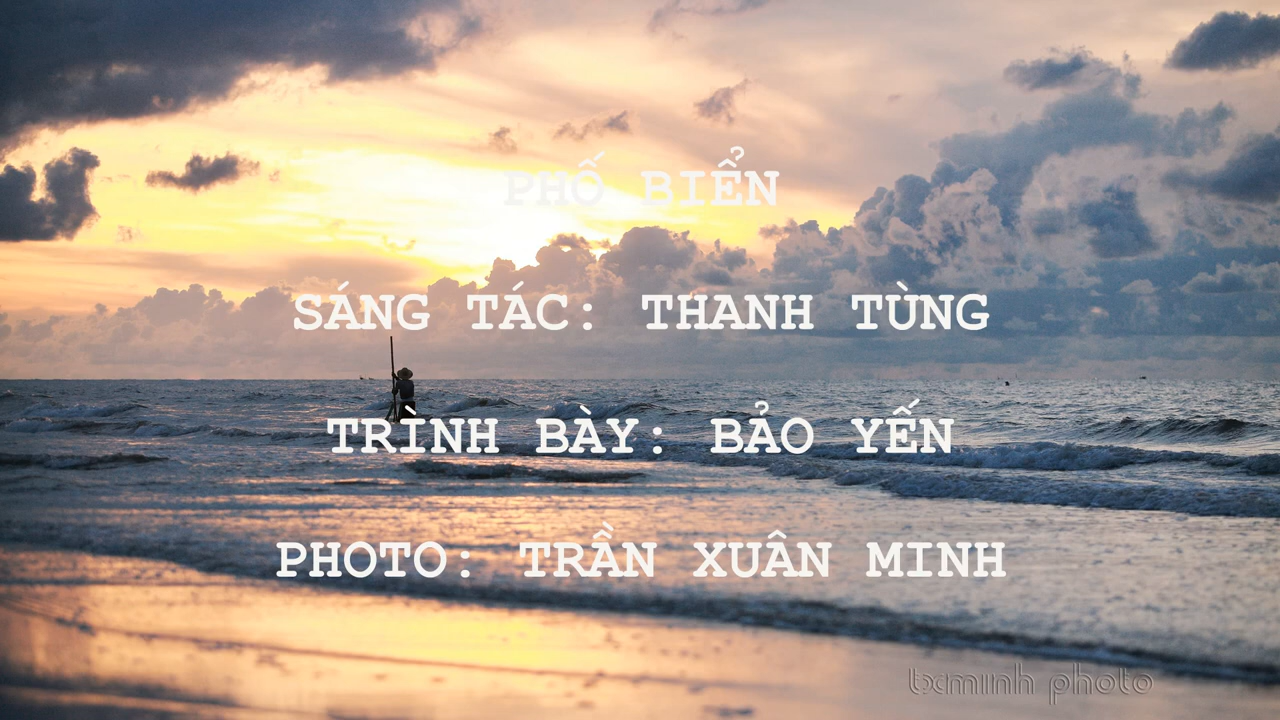 PHỐ BIỂN
SÁNG TÁC: THANH TÙNG
TRÌNH BÀY: BẢO YẾN
PHOTO: TRẦN XUÂN MINH
txminh photo